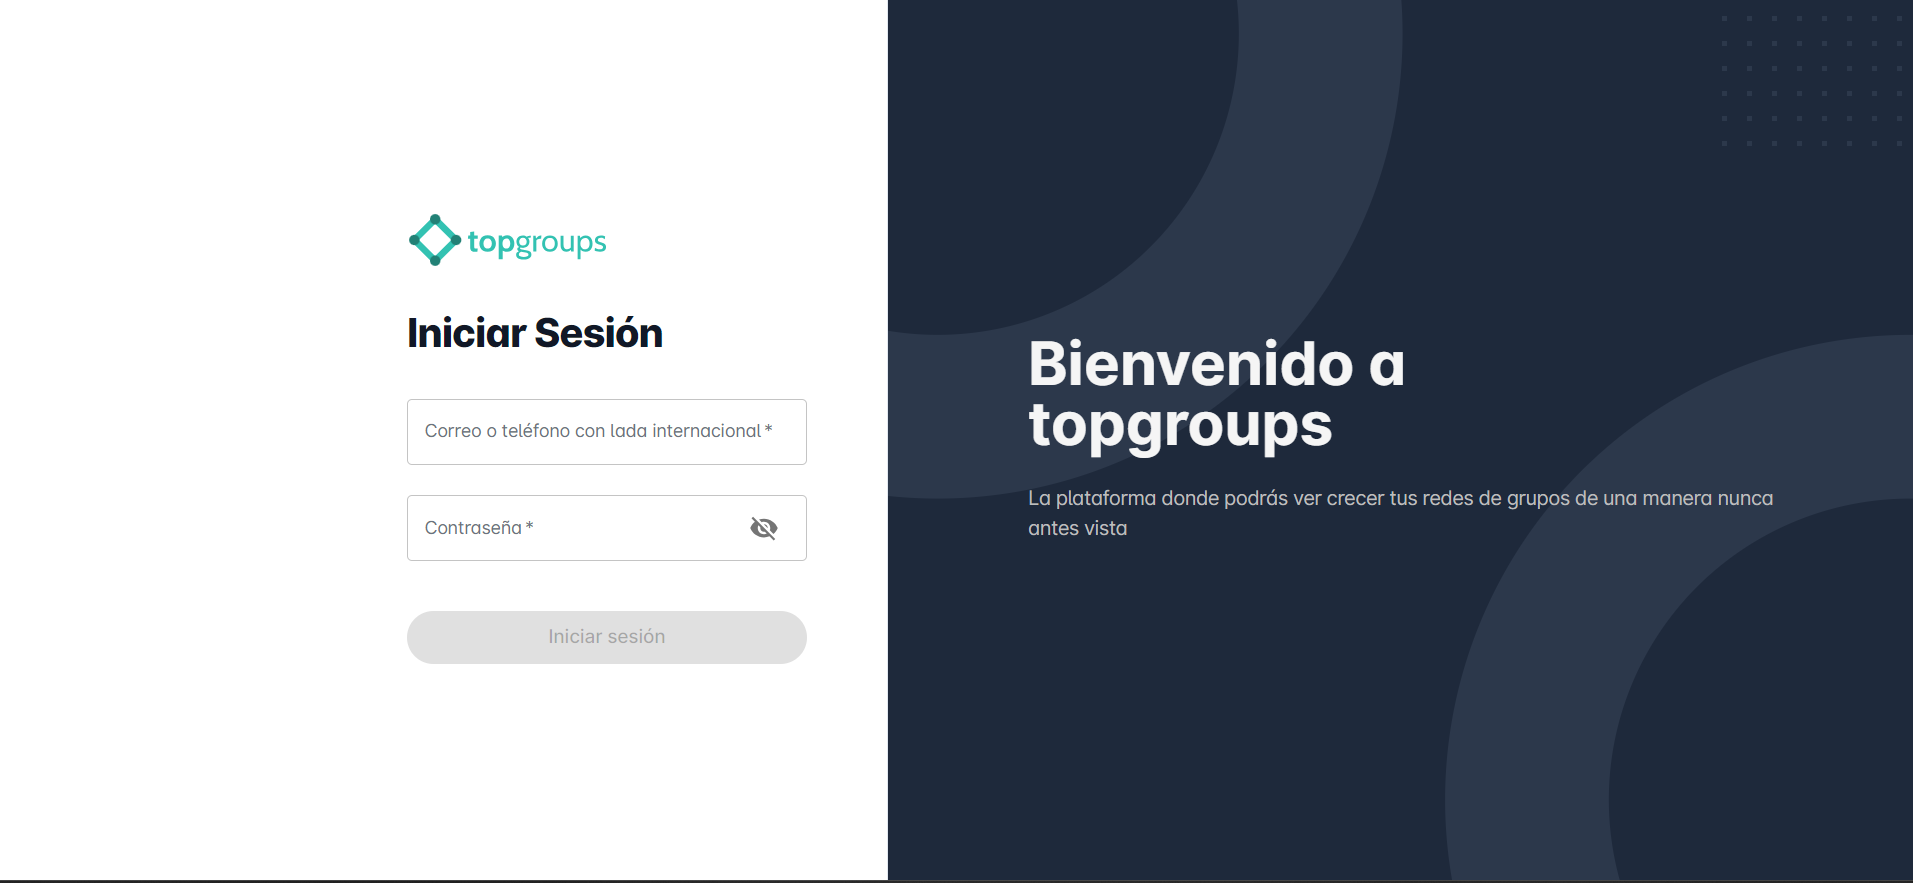 topgroups
Iniciar Sesión
Correo o teléfono con lada internacional *
Contraseña *
Iniciar sesión
Bienvenido a
topgroups
La plataforma donde podrás ver crecer tus redes de grupos de una manera nunca
antes vista